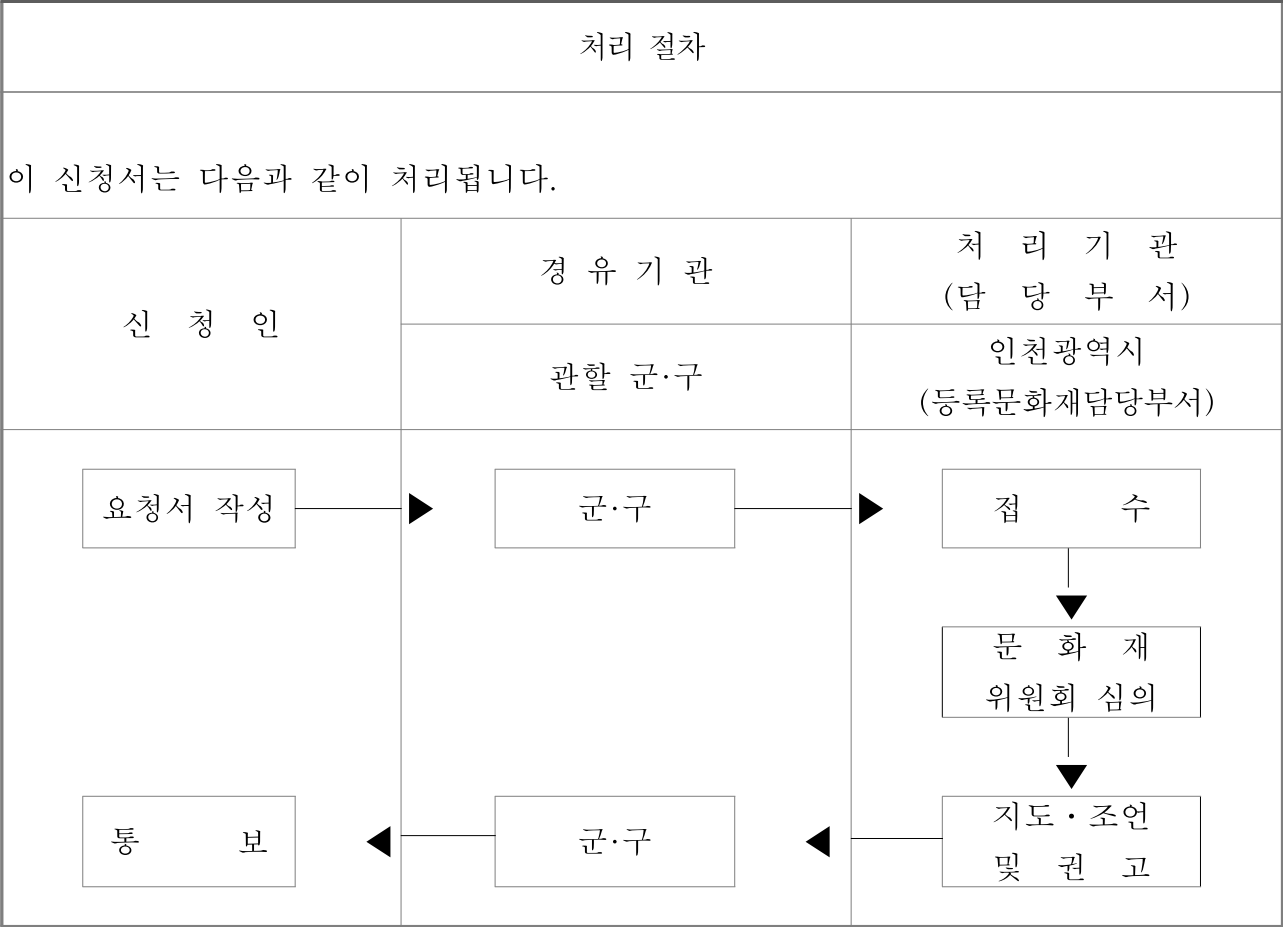 처리 절차
이 신청서는 다음과 같이 처리됩니다.
신 청 인
경 유 기 관
처 리 기 관
(담 당 부 서)
관할 군·구
인천광역시
(등록문화재담당부서)
요청서 작성
군·구
접 수
문 화 재
위원회 심의
통 보
군·구
지도·조언
및 권 고